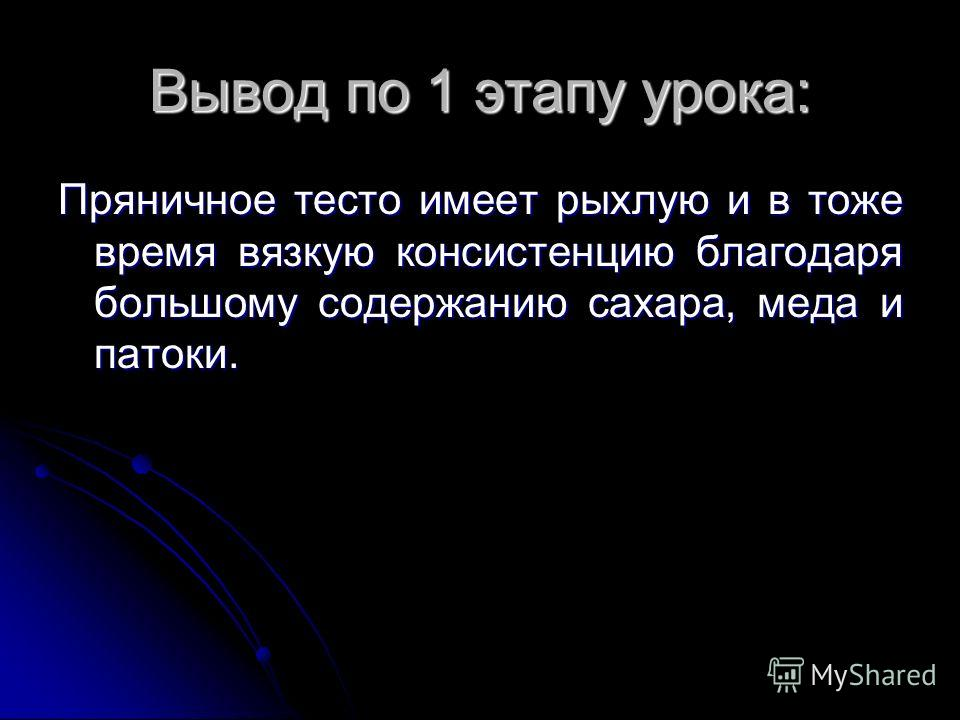 Вывод по 1 этапу урока:
Пряничное тесто имеет рыхлую и в тоже
время вязкую консистенцию благодаря
большому содержанию сахара, меда и
патоки.
MyShared